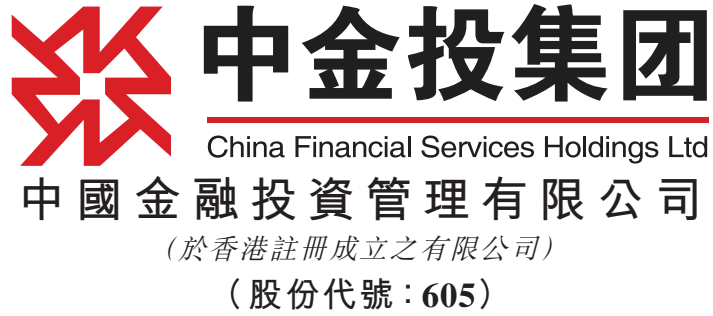 中金投集团
China Financial Services Holdings Ltd
中國金融投資管理有限公司
(於香港註冊成立之有限公司)
（股份代號：605）